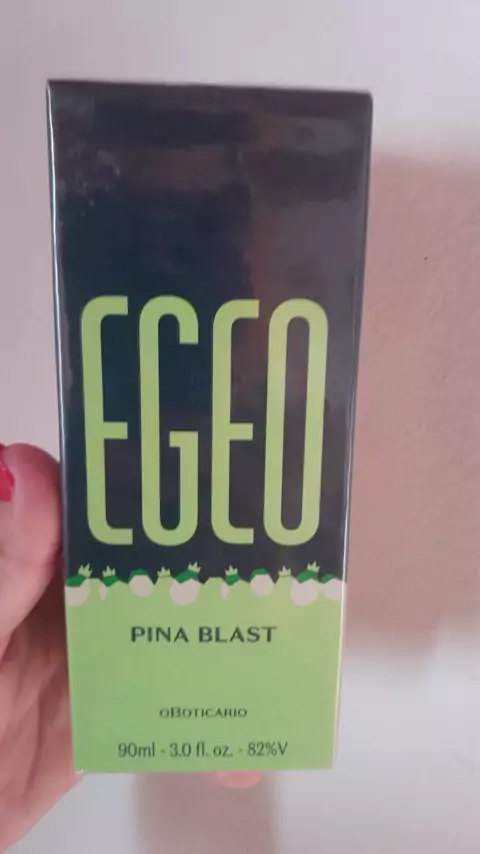 EGEO
PINA BLAST
oBOTICARIO
90ml - 3.0 fl. oz. - 82%V